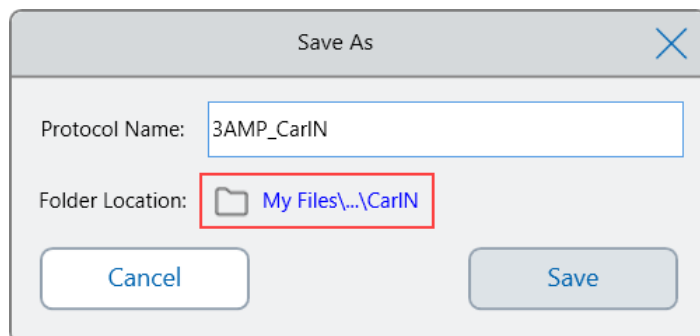 Save As
Protocol Name: 3AMP_CarIN
Folder Location: My Files\...\CarIN
Cancel Save